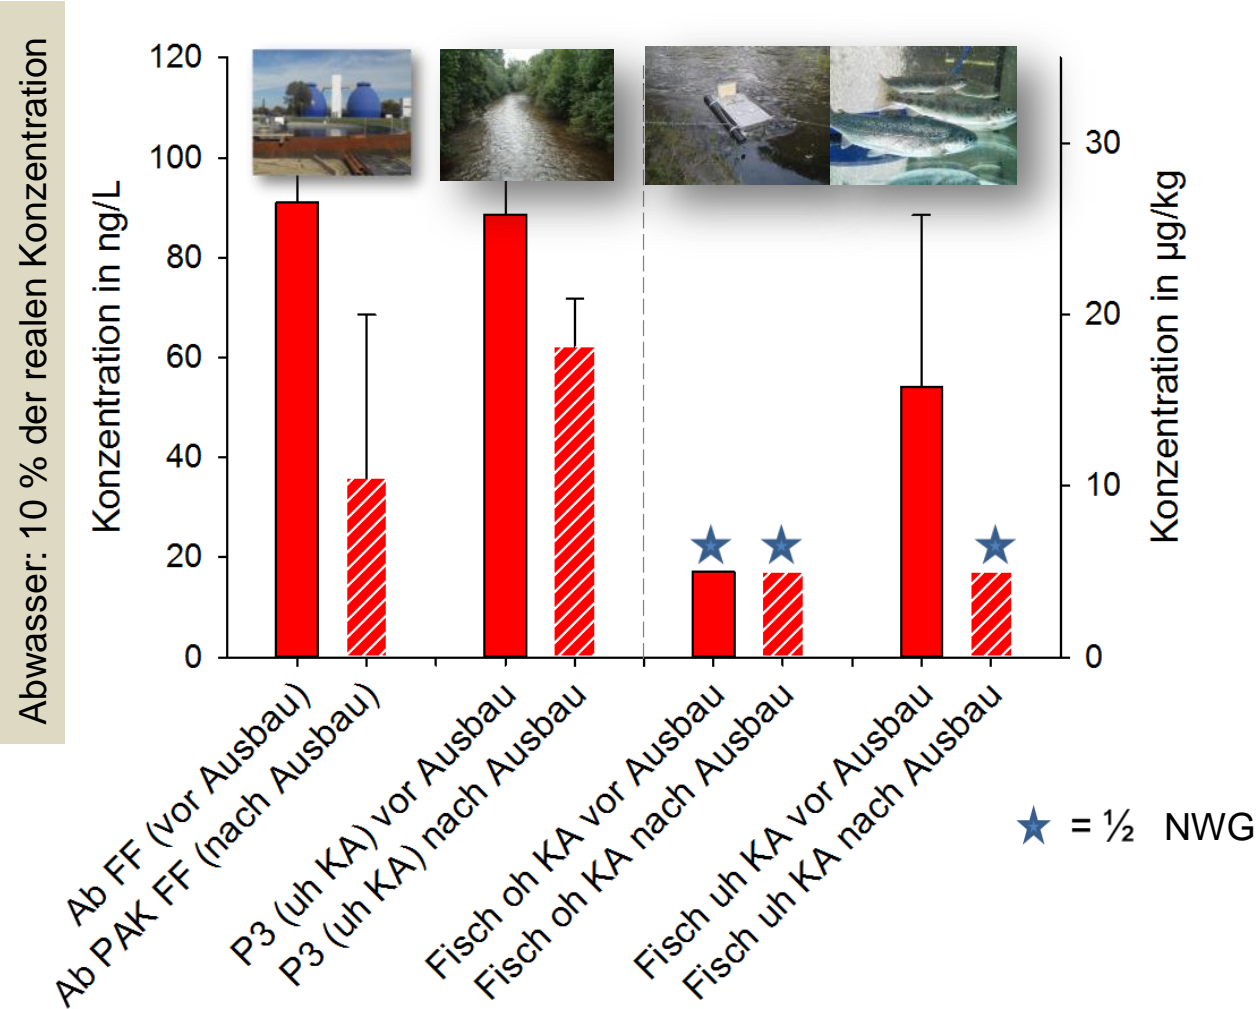 Abwasser: 10 % der realen Konzentration
Konzentration in ng/L
120
100
80
60
40
20
0
30
20
10
0
Konzentration in µg/kg
Ab FF (vor Ausbau)
Ab PAK FF (nach Ausbau)
P3 (uh KA) vor Ausbau
P3 (uh KA) nach Ausbau
Fisch oh KA vor Ausbau
Fisch oh KA nach Ausbau
Fisch uh KA vor Ausbau
Fisch uh KA nach Ausbau
= ½ NWG